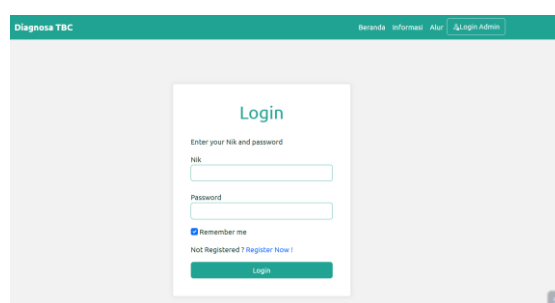 Diagnosa TBC Beranda Informasi Alur Login Admin
Login
Enter your Nik and password
Nik
Password
Remember me
Not Registered ? Register Now !
Login